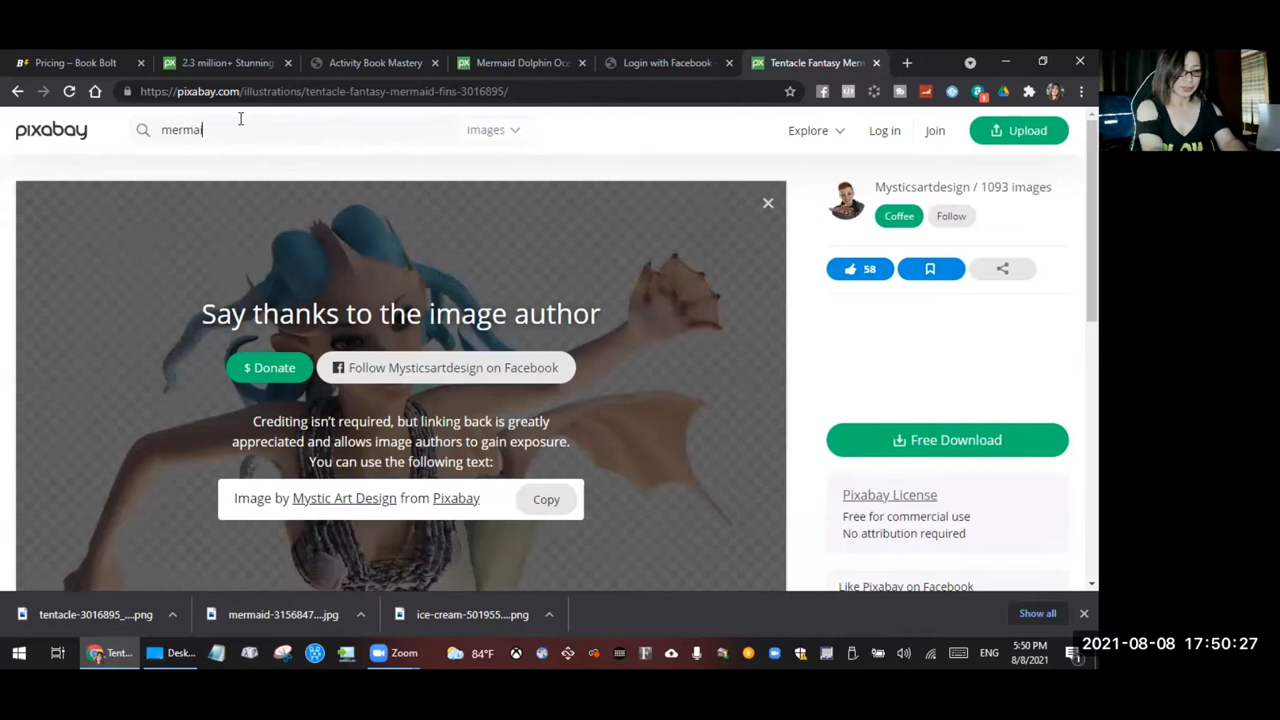 Pricing – Book Bolt
2.3 million+ Stunning
Activity Book Mastery
Mermaid Dolphin Oce
Login with Facebook
Tentacle Fantasy Merm
https://pixabay.com/illustrations/tentacle-fantasy-mermaid-fins-3016895/
pixabay
mermai
Images
Explore
Log in
Join
Upload
Mysticsartdesign / 1093 images
Coffee
Follow
58
Say thanks to the image author
$ Donate
Follow Mysticsartdesign on Facebook
Crediting isn't required, but linking back is greatly
appreciated and allows image authors to gain exposure.
You can use the following text:
Image by Mystic Art Design from Pixabay
Copy
Free Download
Pixabay License
Free for commercial use
No attribution required
Like Pixabay on Facebook
tentacle-3016895_....png
mermaid-3156847....jpg
ice-cream-501955....png
Show all
Tent...
Desk...
Zoom
84°F
ENG
5:50 PM
8/8/2021
2021-08-08 17:50:27